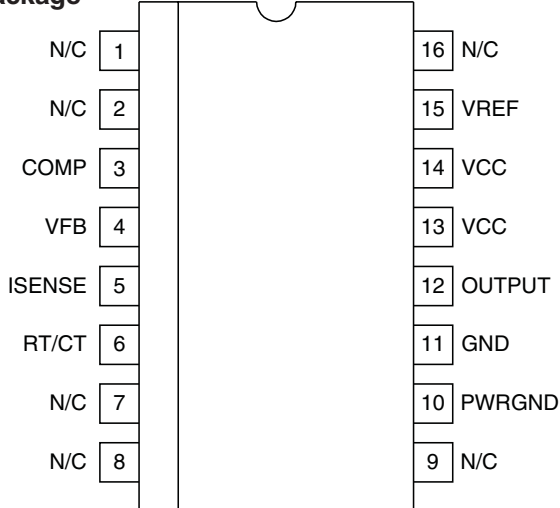 ackage
N/C 1 16 N/C
N/C 2 15 VREF
COMP 3 14 VCC
VFB 4 13 VCC
ISENSE 5 12 OUTPUT
RT/CT 6 11 GND
N/C 7 10 PWRGND
N/C 8 9 N/C